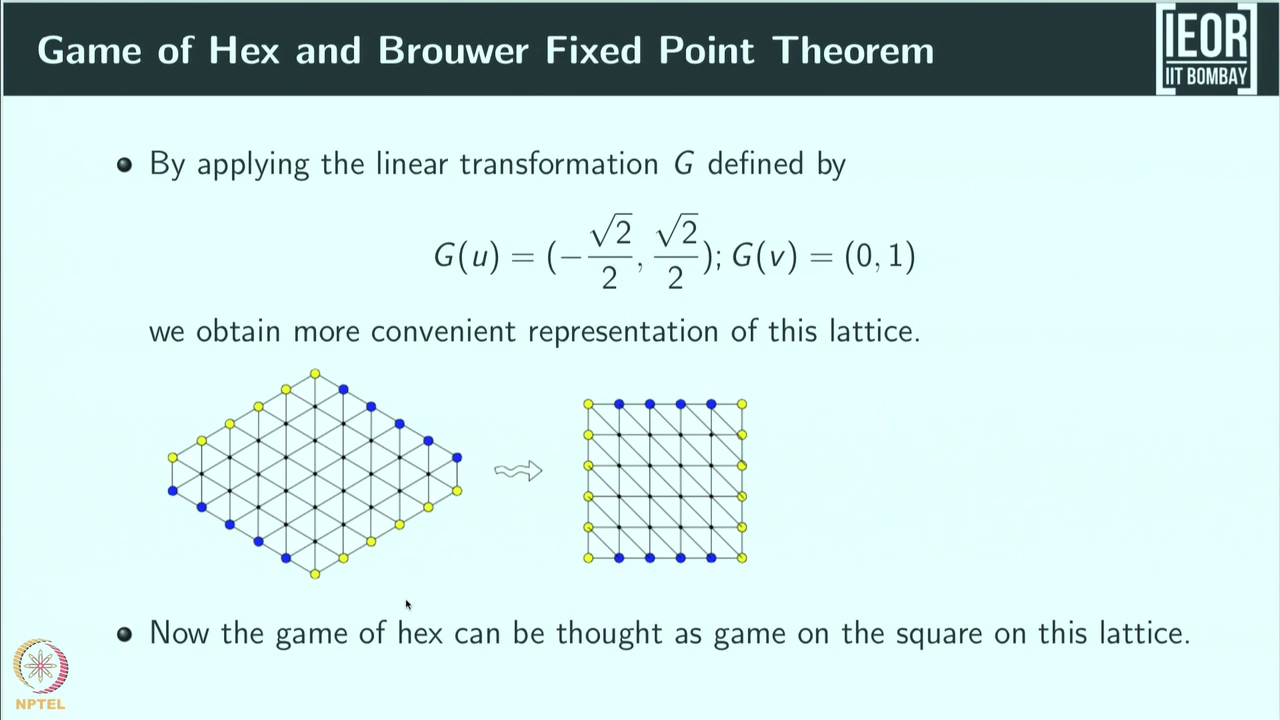 Game of Hex and Brouwer Fixed Point Theorem
IEOR
IIT BOMBAY
By applying the linear transformation G defined by
G(u) = (−√2/2, √2/2); G(v) = (0, 1)
we obtain more convenient representation of this lattice.
Now the game of hex can be thought as game on the square on this lattice.
NPTEL